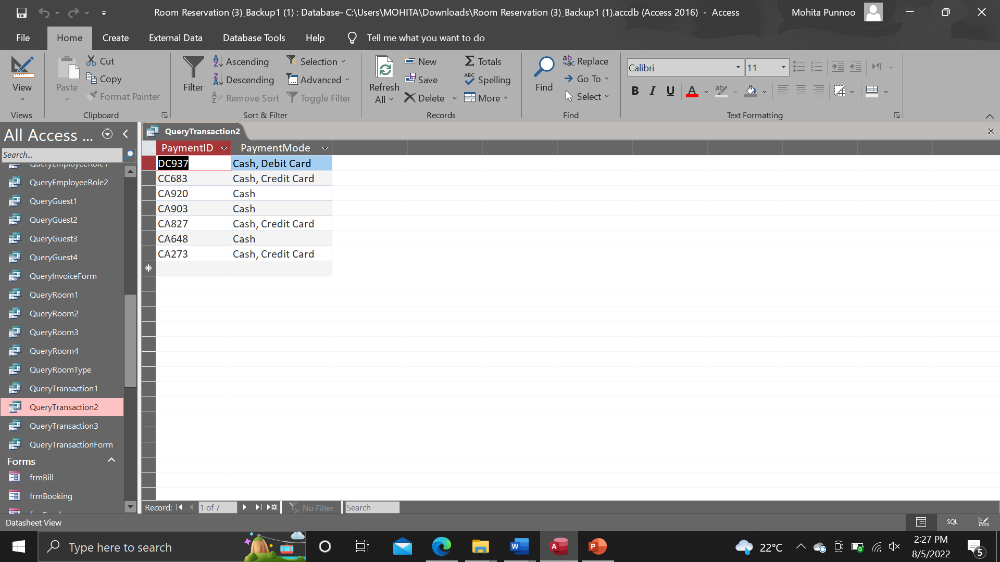 Room Reservation (3)_Backup1 (1) : Database- C:\Users\MOHITA\Downloads\Room Reservation (3)_Backup1 (1).accdb (Access 2016) - Access
Mohita Punnoo
File Home Create External Data Database Tools Help Tell me what you want to do
View
Views
Paste
Cut
Copy
Format Painter
Clipboard
Filter
Ascending
Descending
Remove Sort
Selection
Advanced
Toggle Filter
Sort & Filter
Refresh
All
New
Save
Delete
Totals
Spelling
More
Records
Find
Replace
Go To
Select
Find
Calibri
11
B I U
Text Formatting
All Access ...
Search...
QueryEmployeeRole2
QueryGuest1
QueryGuest2
QueryGuest3
QueryGuest4
QueryInvoiceForm
QueryRoom1
QueryRoom2
QueryRoom3
QueryRoom4
QueryRoomType
QueryTransaction1
QueryTransaction2
QueryTransaction3
QueryTransactionForm
Forms
frmBill
frmBooking
QueryTransaction2
PaymentID PaymentMode
DC937 Cash, Debit Card
CC683 Cash, Credit Card
CA920 Cash
CA903 Cash
CA827 Cash, Credit Card
CA648 Cash
CA273 Cash, Credit Card
Record: 1 of 7 No Filter Search
Datasheet View
SQL
Type here to search
22°C
2:27 PM
8/5/2022
5